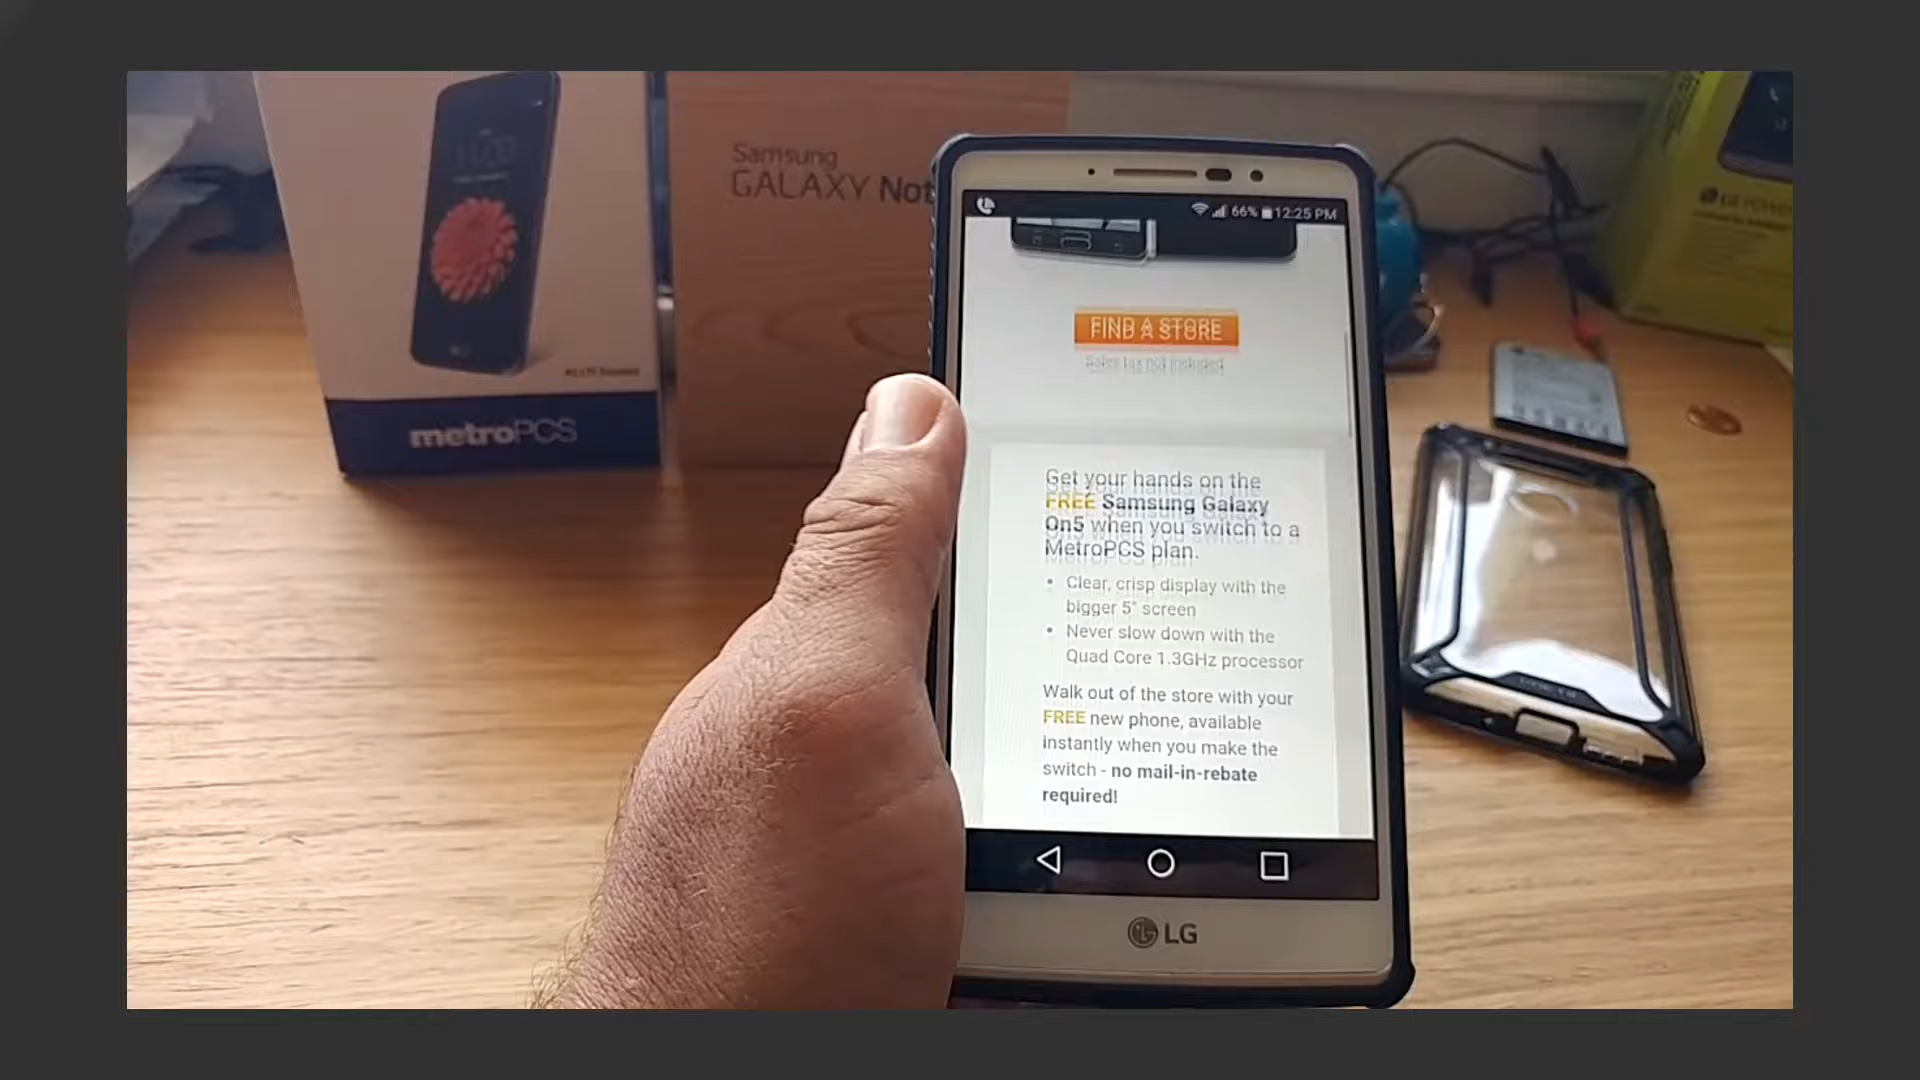 metroPCS
Samsung
GALAXY Not
66% 12:25 PM
FIND A STORE
Sales tax not included
Get your hands on the
FREE Samsung Galaxy
On5 when you switch to a
MetroPCS plan.
• Clear, crisp display with the
bigger 5" screen
• Never slow down with the
Quad Core 1.3GHz processor
Walk out of the store with your
FREE new phone, available
instantly when you make the
switch - no mail-in-rebate
required!
LG